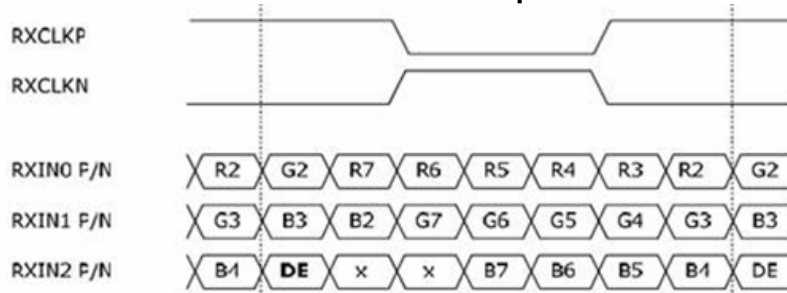 RXCLKP
RXCLKN
RXIN0 P/N R2 G2 R7 R6 R5 R4 R3 R2 G2
RXIN1 P/N G3 B3 B2 G7 G6 G5 G4 G3 B3
RXIN2 P/N B4 DE x x B7 B6 B5 B4 DE